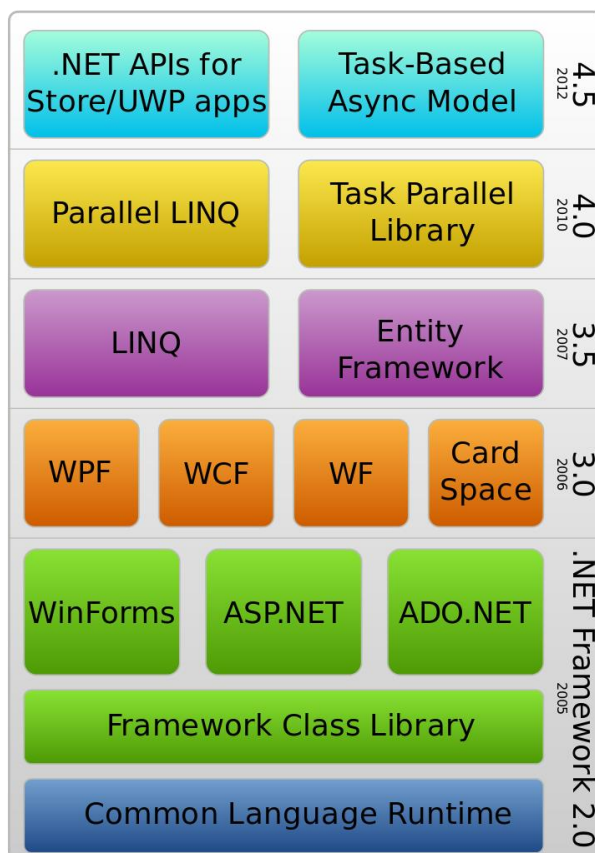 .NET APIs for
Store/UWP apps
Task-Based
Async Model
4.5
2012
Parallel LINQ
Task Parallel
Library
4.0
2010
LINQ
Entity
Framework
3.5
2007
WPF
WCF
WF
Card
Space
3.0
2006
WinForms
ASP.NET
ADO.NET
Framework Class Library
Common Language Runtime
.NET Framework 2.0
2005